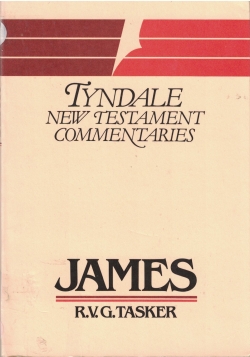 TYNDALE
NEW TESTAMENT
COMMENTARIES
JAMES
R.V.G. TASKER